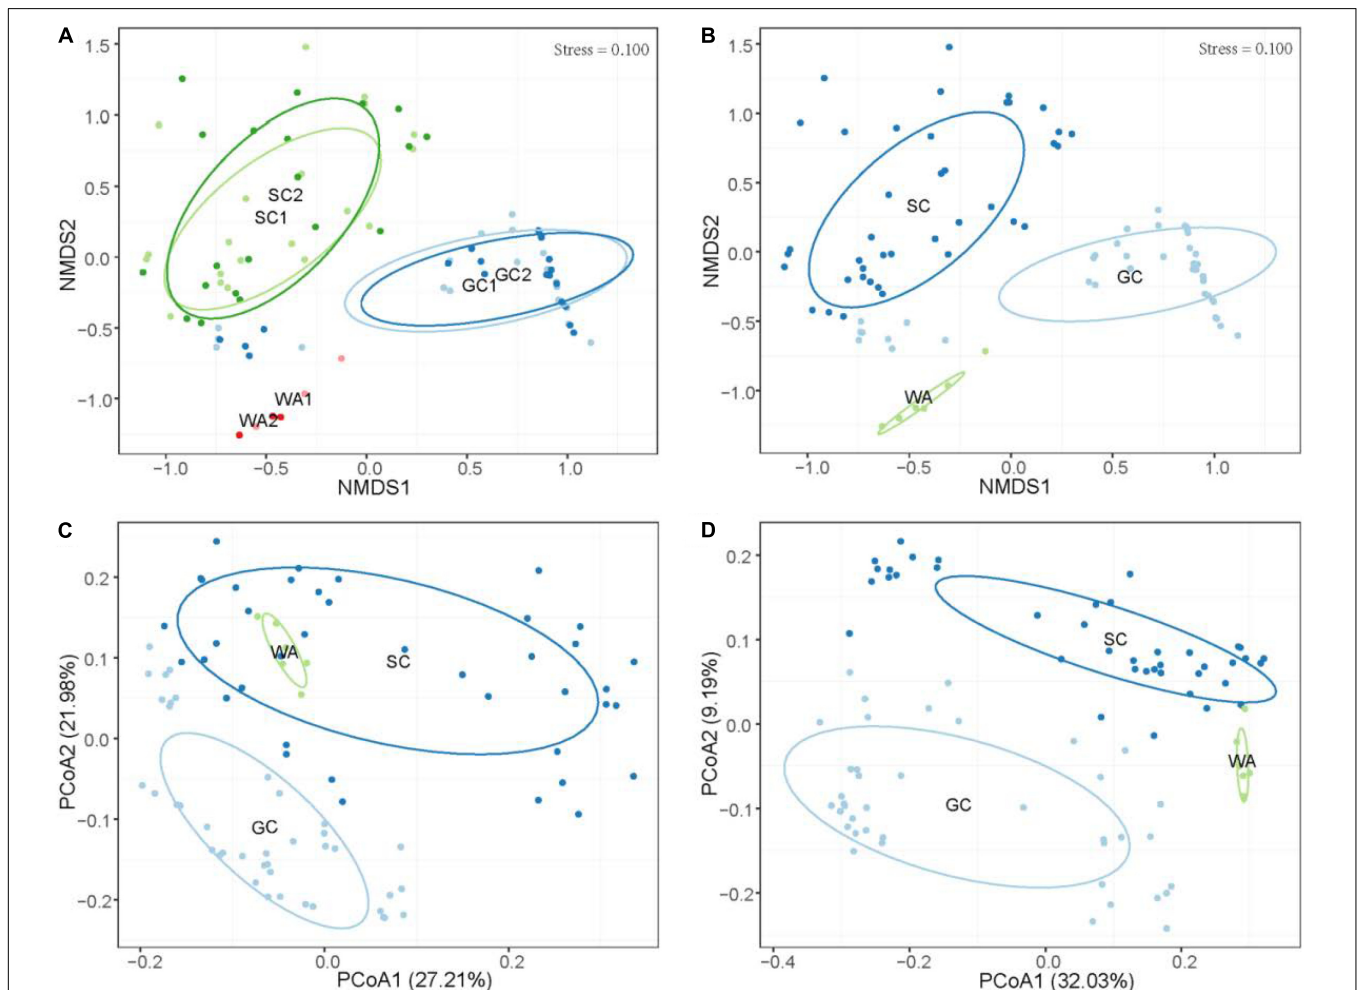 A
Stress = 0.100
1.5
1.0
0.5
0.0
−0.5
−1.0
NMDS2
SC2
SC1
GC1
GC2
WA1
WA2
−1.0
−0.5
0.0
0.5
1.0
NMDS1
B
Stress = 0.100
1.5
1.0
0.5
0.0
−0.5
−1.0
NMDS2
SC
GC
WA
−1.0
−0.5
0.0
0.5
1.0
NMDS1
C
0.2
0.1
0.0
−0.1
−0.2
PCoA2 (21.98%)
WA
SC
GC
−0.2
0.0
0.2
PCoA1 (27.21%)
D
0.2
0.1
0.0
−0.1
−0.2
PCoA2 (9.19%)
SC
WA
GC
−0.4
−0.2
0.0
0.2
PCoA1 (32.03%)